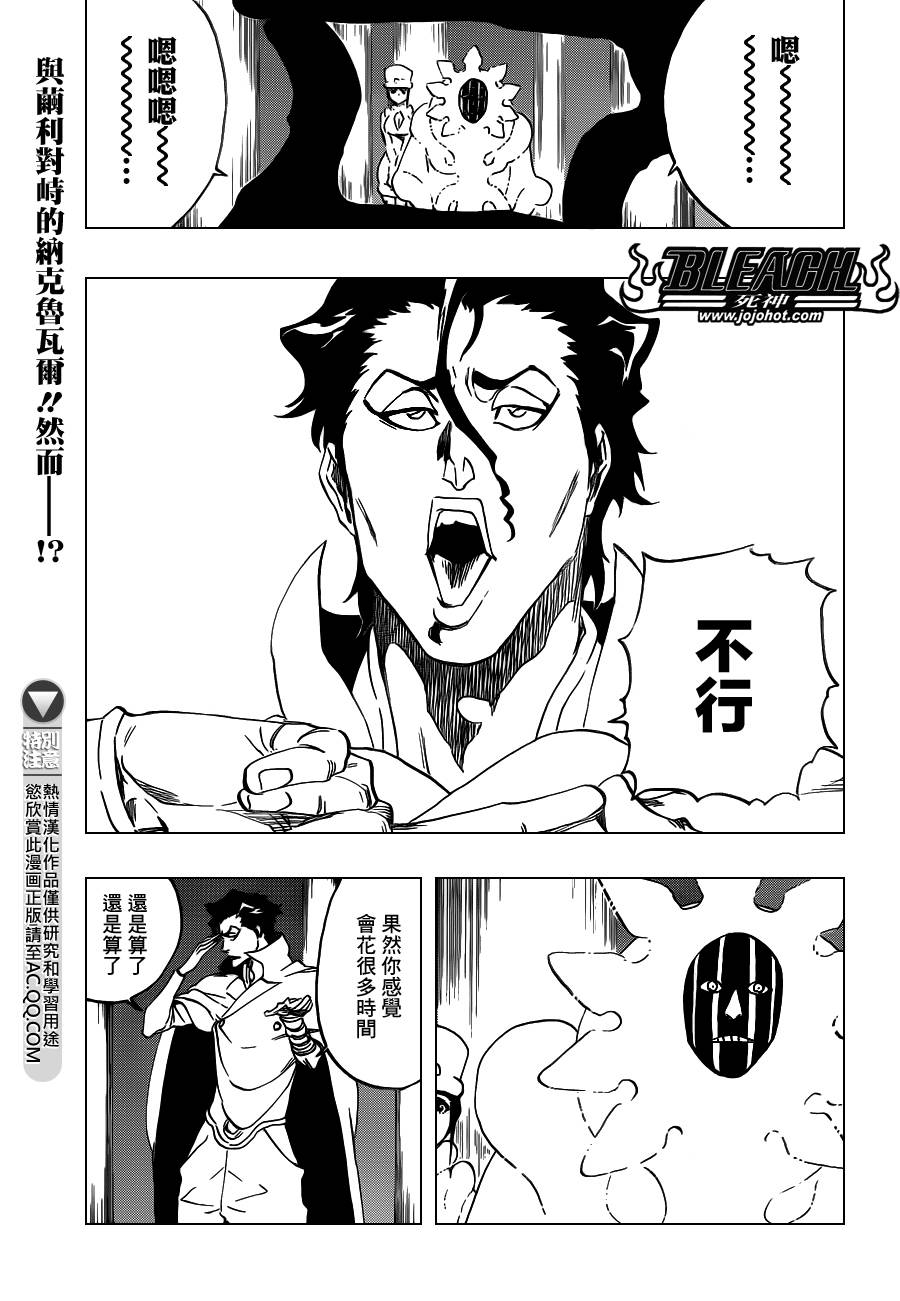 嗯～～～…
嗯嗯嗯～～～…
BLEACH
死神
www.jojohot.com
不行
果然你感覺
會花很多時間
還是算了
還是算了
與繭利對峙的納克魯瓦爾!!然而——!?
特別
注意
熱情漢化作品僅供研究和學習用途
慾欣賞此漫画正版請至AC.QQ.COM